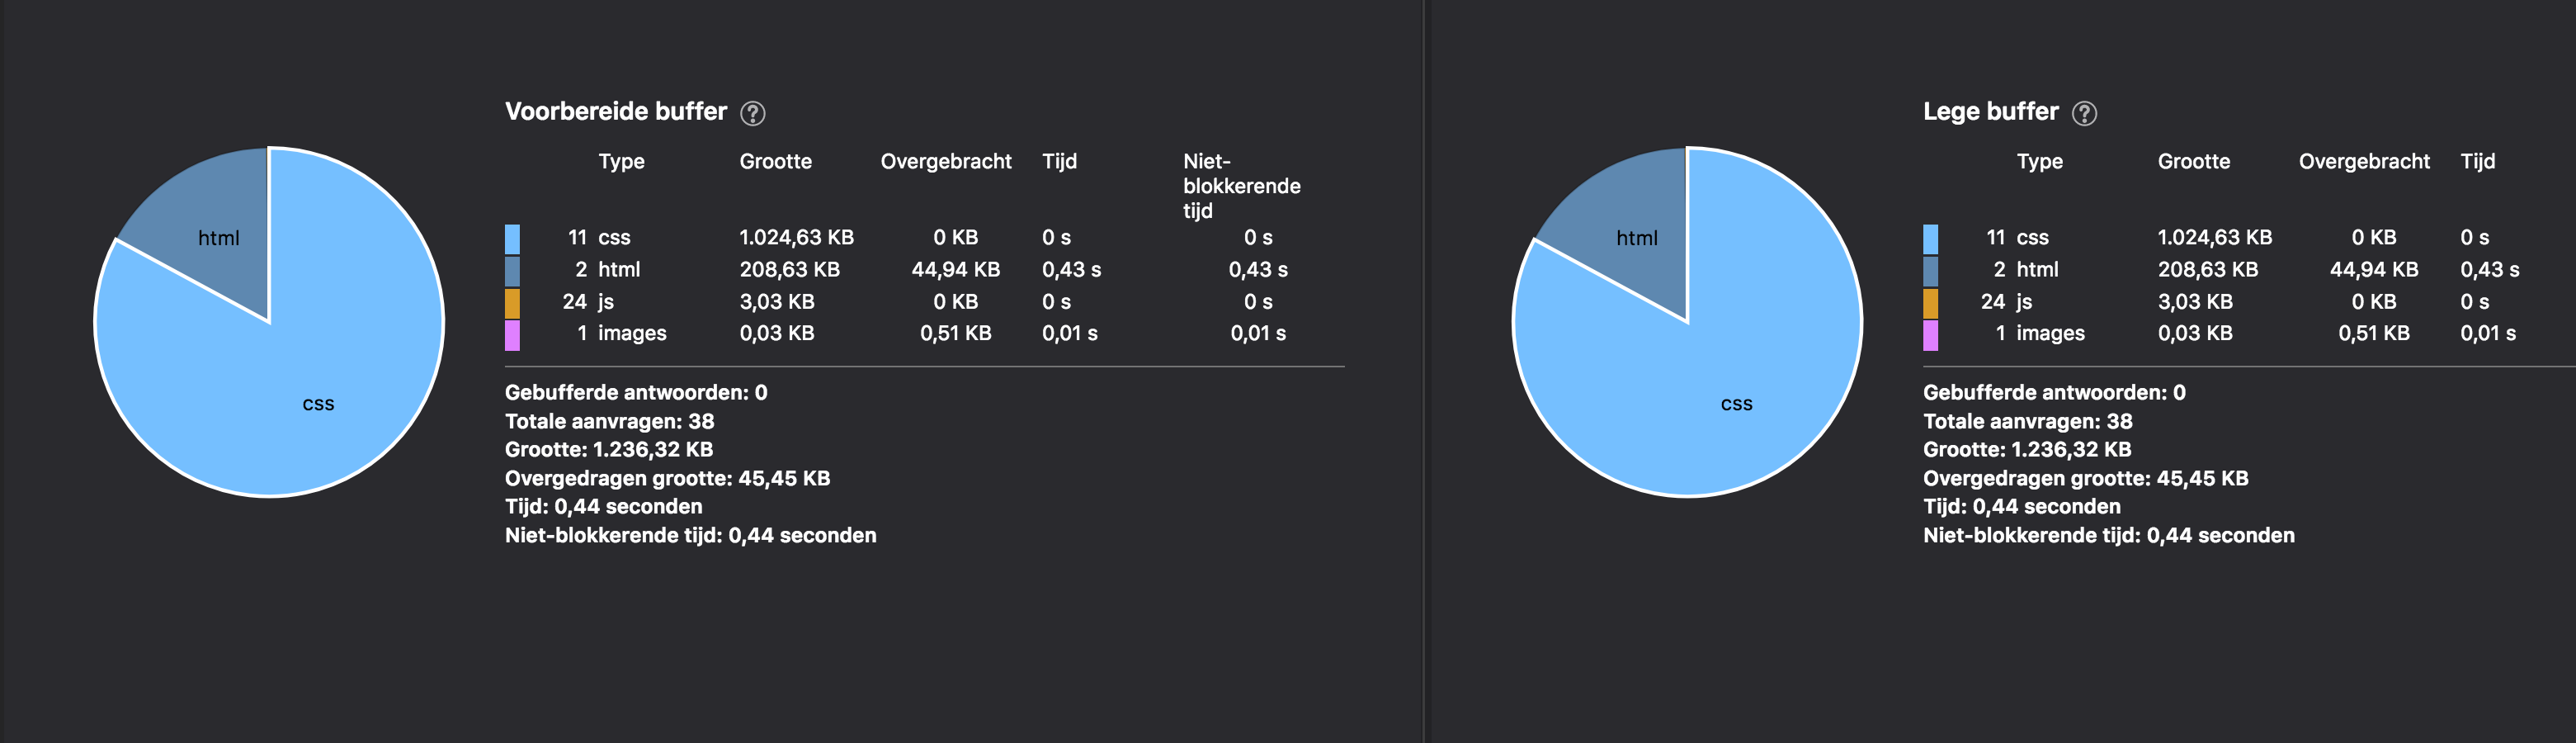 Voorbereide buffer ?
Type Grootte Overgebracht Tijd Niet-
blokkerende
tijd
11 css 1.024,63 KB 0 KB 0 s 0 s
2 html 208,63 KB 44,94 KB 0,43 s 0,43 s
24 js 3,03 KB 0 KB 0 s 0 s
1 images 0,03 KB 0,51 KB 0,01 s 0,01 s
Gebufferde antwoorden: 0
Totale aanvragen: 38
Grootte: 1.236,32 KB
Overgedragen grootte: 45,45 KB
Tijd: 0,44 seconden
Niet-blokkerende tijd: 0,44 seconden
html
css
Lege buffer ?
Type Grootte Overgebracht Tijd
11 css 1.024,63 KB 0 KB 0 s
2 html 208,63 KB 44,94 KB 0,43 s
24 js 3,03 KB 0 KB 0 s
1 images 0,03 KB 0,51 KB 0,01 s
Gebufferde antwoorden: 0
Totale aanvragen: 38
Grootte: 1.236,32 KB
Overgedragen grootte: 45,45 KB
Tijd: 0,44 seconden
Niet-blokkerende tijd: 0,44 seconden
html
css